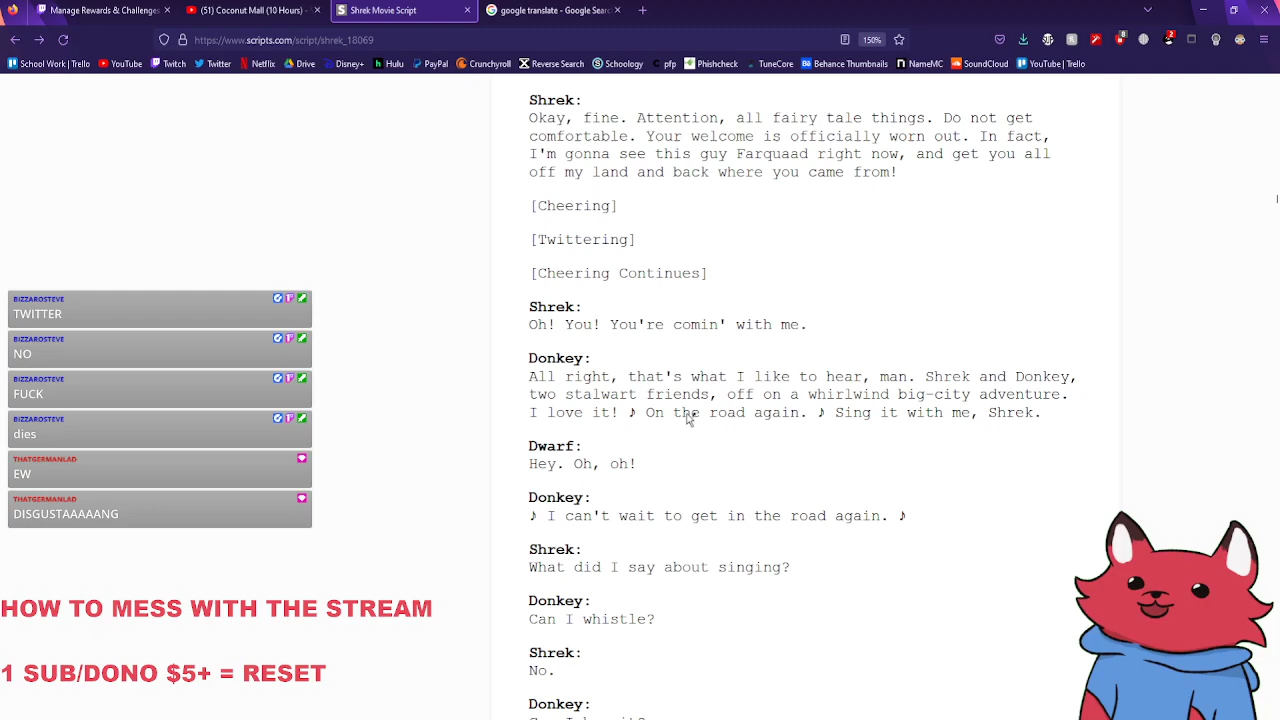 Manage Rewards & Challenges
(51) Coconut Mall (10 Hours) -
Shrek Movie Script
google translate - Google Sear
https://www.scripts.com/script/shrek_18069
150%
School Work | Trello
YouTube
Twitch
Twitter
Netflix
Drive
Disney+
Hulu
PayPal
Crunchyroll
Reverse Search
Schoology
pfp
Phishcheck
TuneCore
Behance Thumbnails
NameMC
SoundCloud
YouTube | Trello
Shrek:
Okay, fine. Attention, all fairy tale things. Do not get
comfortable. Your welcome is officially worn out. In fact,
I'm gonna see this guy Farquaad right now, and get you all
off my land and back where you came from!
[Cheering]
[Twittering]
[Cheering Continues]
Shrek:
Oh! You! You're comin' with me.
Donkey:
All right, that's what I like to hear, man. Shrek and Donkey,
two stalwart friends, off on a whirlwind big-city adventure.
I love it! ♪ On the road again. ♪ Sing it with me, Shrek.
Dwarf:
Hey. Oh, oh!
Donkey:
♪ I can't wait to get in the road again. ♪
Shrek:
What did I say about singing?
Donkey:
Can I whistle?
Shrek:
No.
Donkey:
BIZZAROSTEVE
TWITTER
BIZZAROSTEVE
NO
BIZZAROSTEVE
FUCK
BIZZAROSTEVE
dies
THATGERMANLAD
EW
THATGERMANLAD
DISGUSTAAAAANG
HOW TO MESS WITH THE STREAM
1 SUB/DONO $5+ = RESET